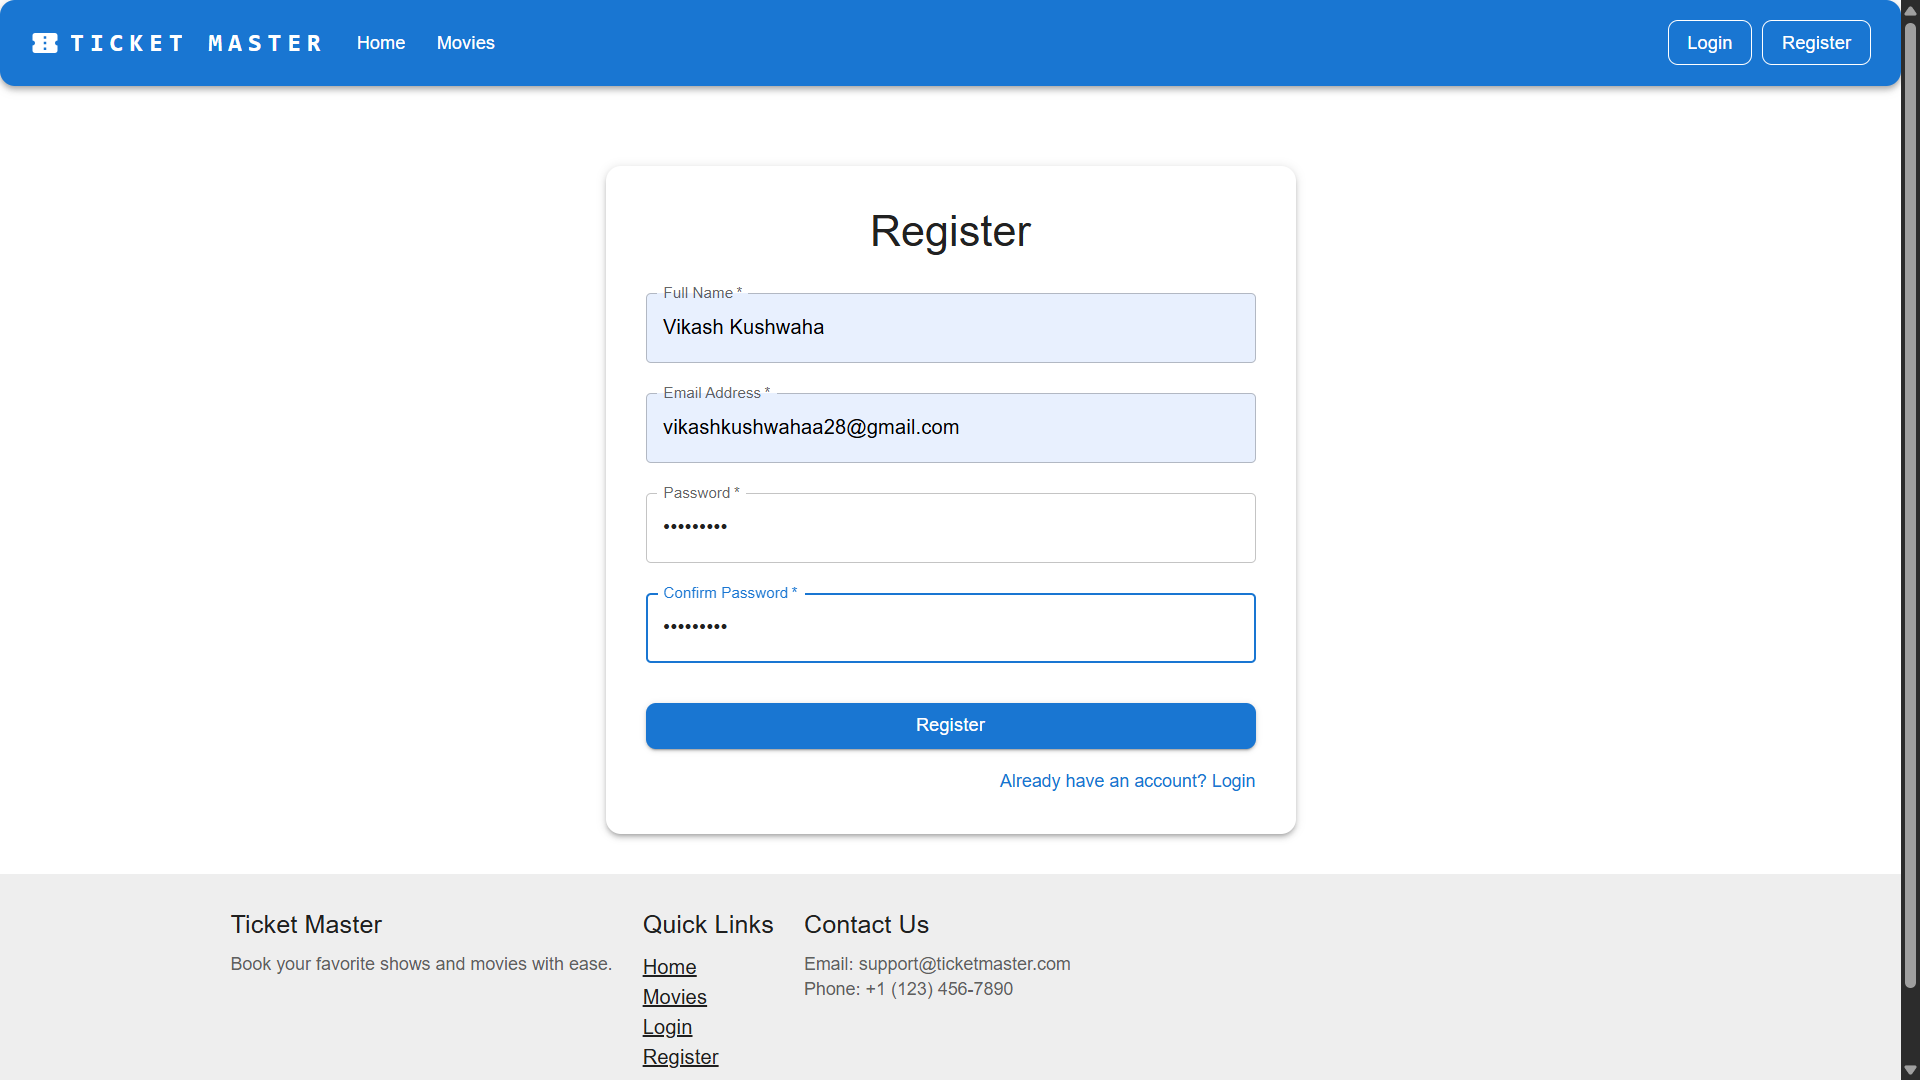 TICKET MASTER
Home
Movies
Login
Register
Register
Full Name *
Vikash Kushwaha
Email Address *
vikashkushwahaa28@gmail.com
Password *
•••••••••
Confirm Password *
•••••••••
Register
Already have an account? Login
Ticket Master
Book your favorite shows and movies with ease.
Quick Links
Home
Movies
Login
Register
Contact Us
Email: support@ticketmaster.com
Phone: +1 (123) 456-7890